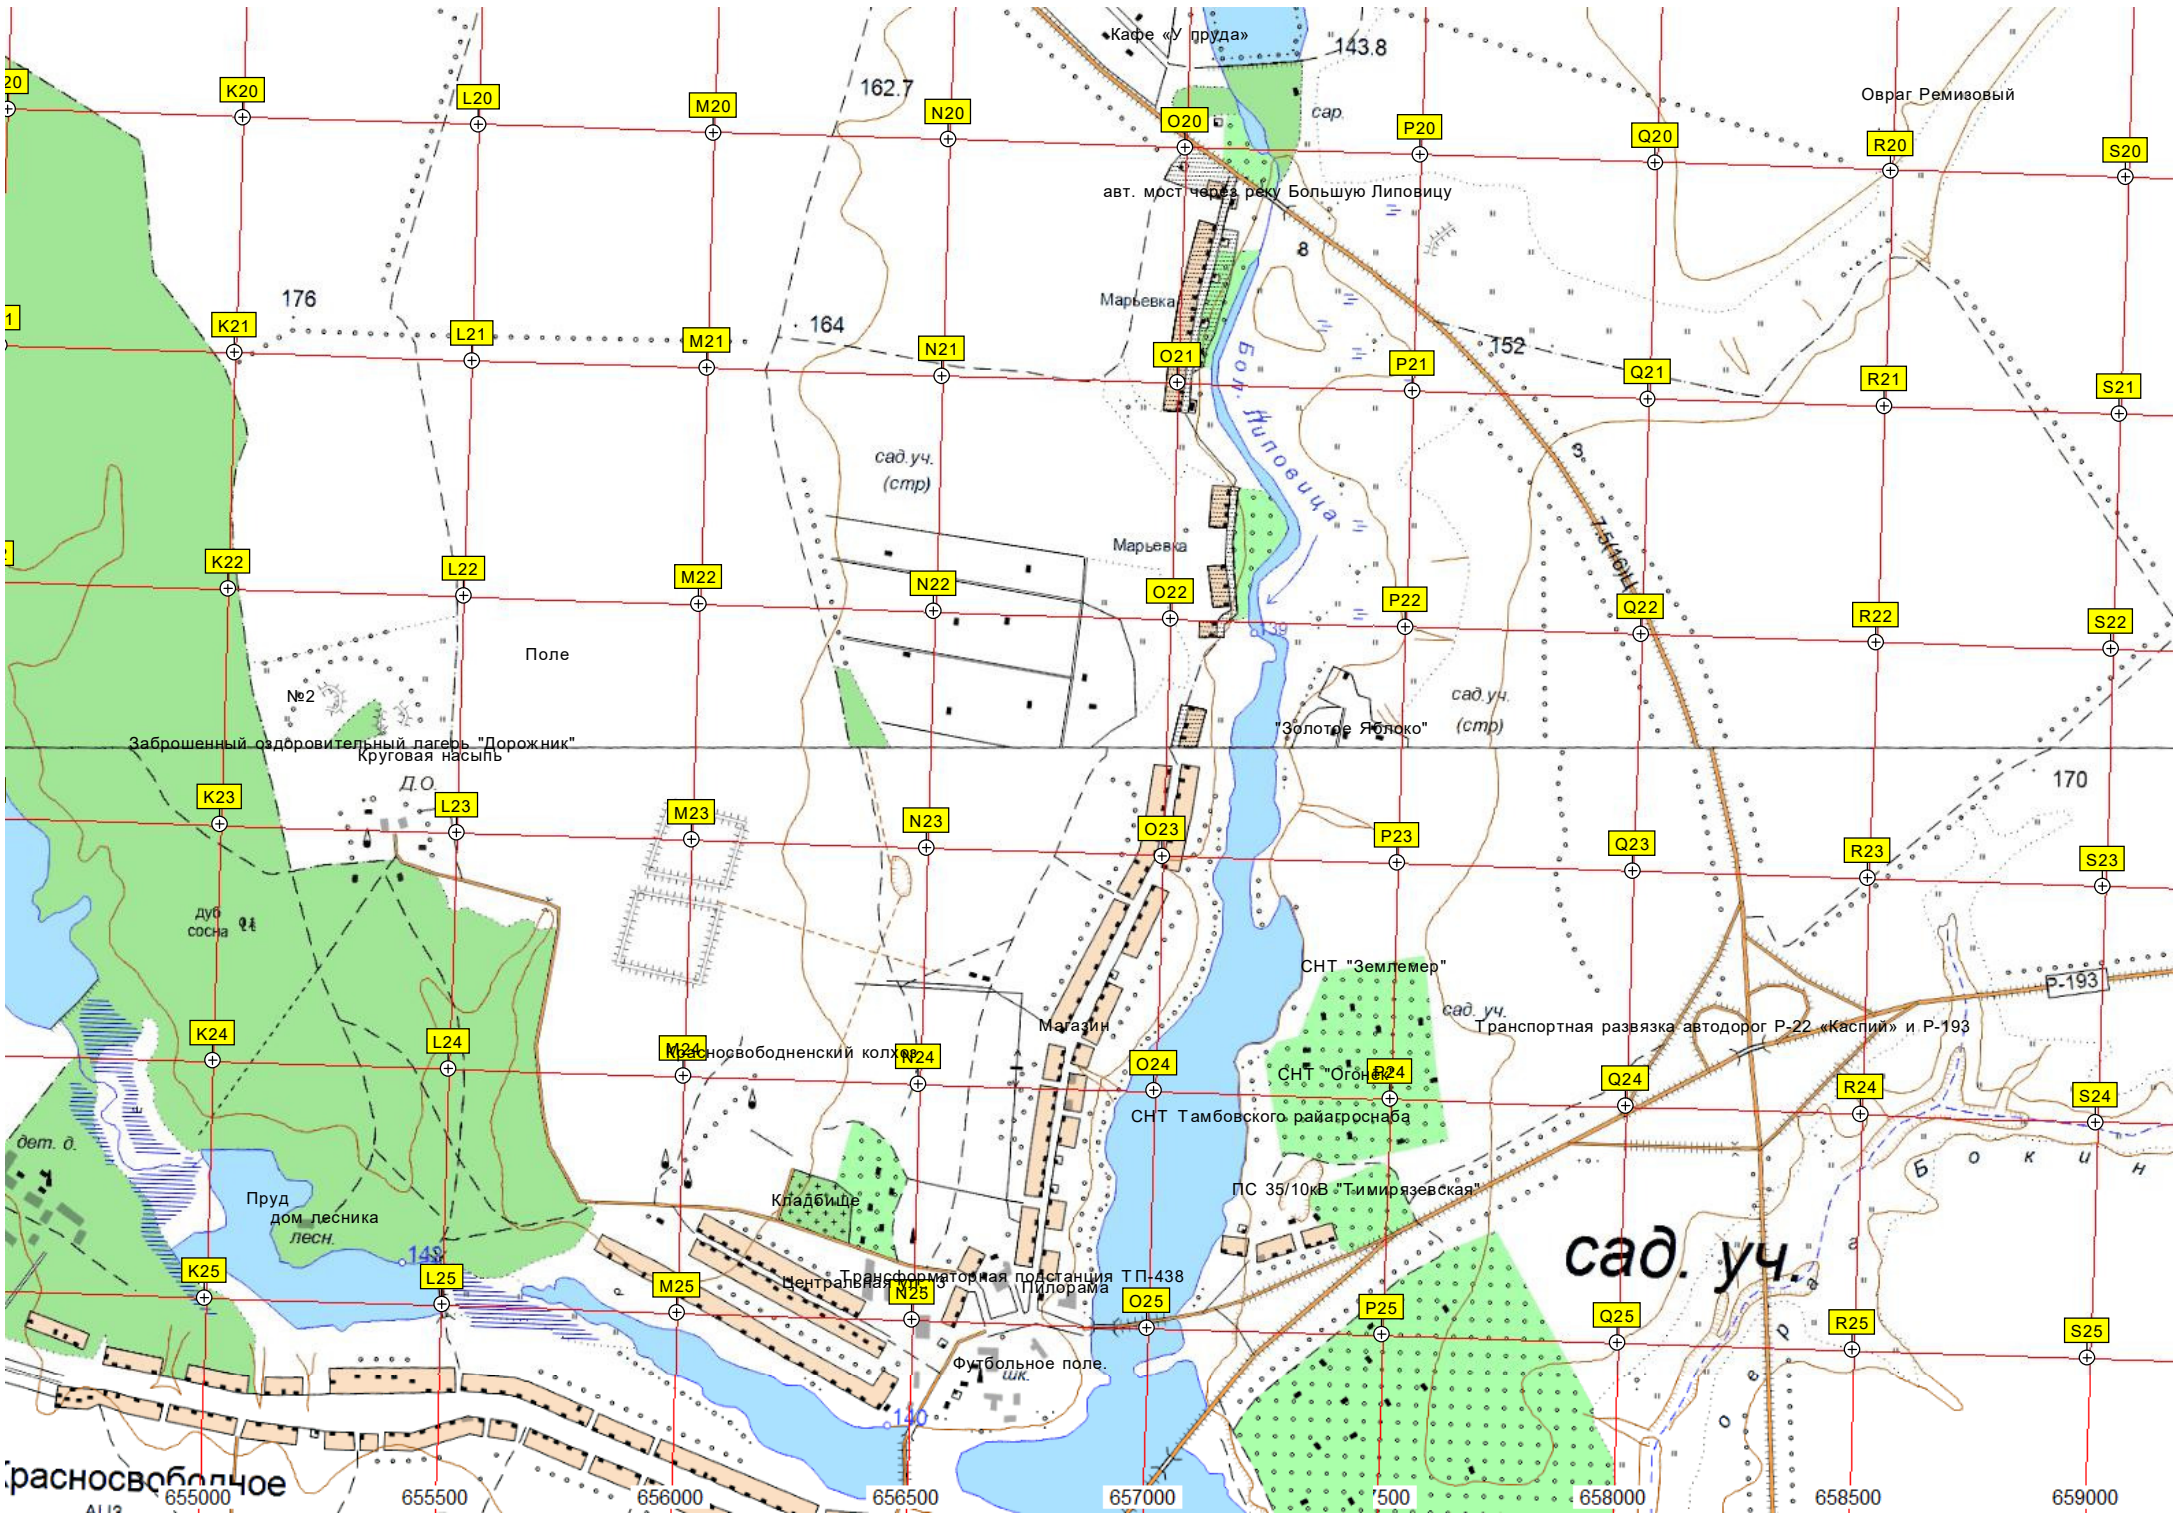 Кафе «У пруда»
143.8
162.7
Овраг Ремизовый
20
K20
L20
M20
N20
O20
сар.
P20
Q20
R20
S20
авт. мост через реку Большую Липовицу
8
176
Марьевка
164
1
K21
L21
M21
N21
O21
Бол. Липовица
P21
152
Q21
R21
S21
3
сад.уч.
(стр)
7.5(16)Ц
Марьевка
K22
L22
M22
N22
O22
P22
Q22
R22
S22
139
Поле
№2
сад.уч.
(стр)
"Золотое Яблоко"
Заброшенный оздоровительный лагерь "Дорожник"
Круговая насыпь
Д.О.
170
K23
L23
M23
N23
O23
P23
Q23
R23
S23
дуб
сосна
СНТ "Землемер"
Р-193
сад. уч.
Магазин
Транспортная развязка автодорог Р-22 «Каспий» и Р-193
K24
L24
M24
Красносвободненский колхоз
N24
O24
СНТ "Огонёк"
P24
Q24
R24
S24
СНТ Тамбовского райагроснаба
дет. д.
Бокин
Пруд
дом лесника
лесн.
Кладбище
ПС 35/10кВ "Тимирязевская"
142
сад. уч.
овера
K25
L25
M25
Трансформаторная подстанция ТП-438
Пилорама
N25
O25
P25
Q25
R25
S25
Футбольное поле.
шк.
140
Красносвободное
655000
655500
656000
656500
657000
7500
658000
658500
659000